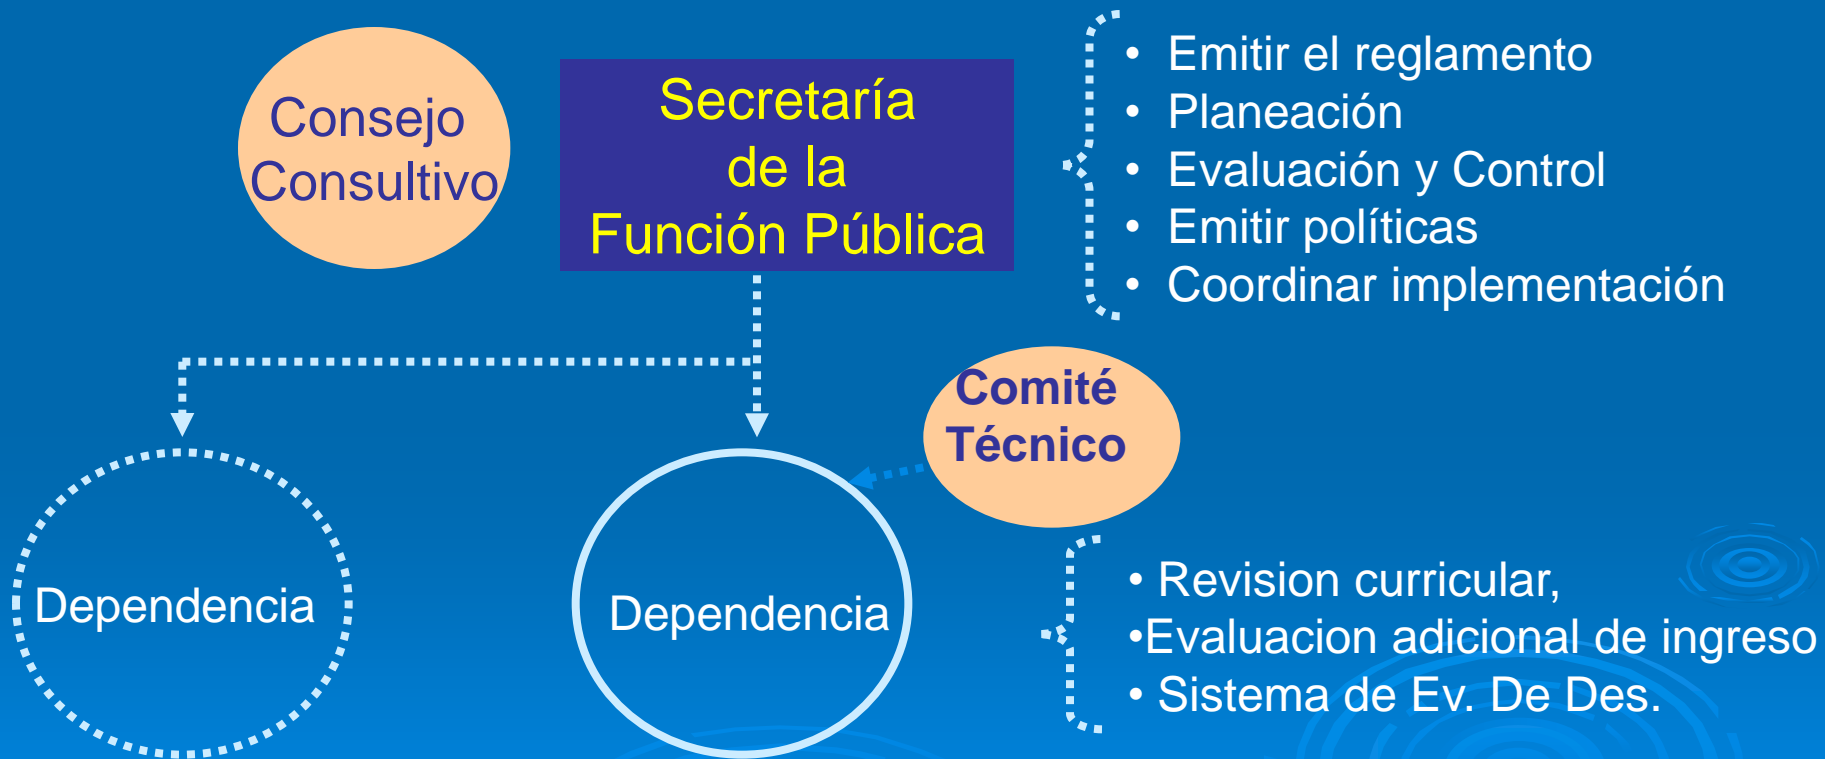 Consejo
Consultivo
Secretaría
de la
Función Pública
• Emitir el reglamento
• Planeación
• Evaluación y Control
• Emitir políticas
• Coordinar implementación
Comité
Técnico
Dependencia
Dependencia
• Revision curricular,
•Evaluacion adicional de ingreso
• Sistema de Ev. De Des.